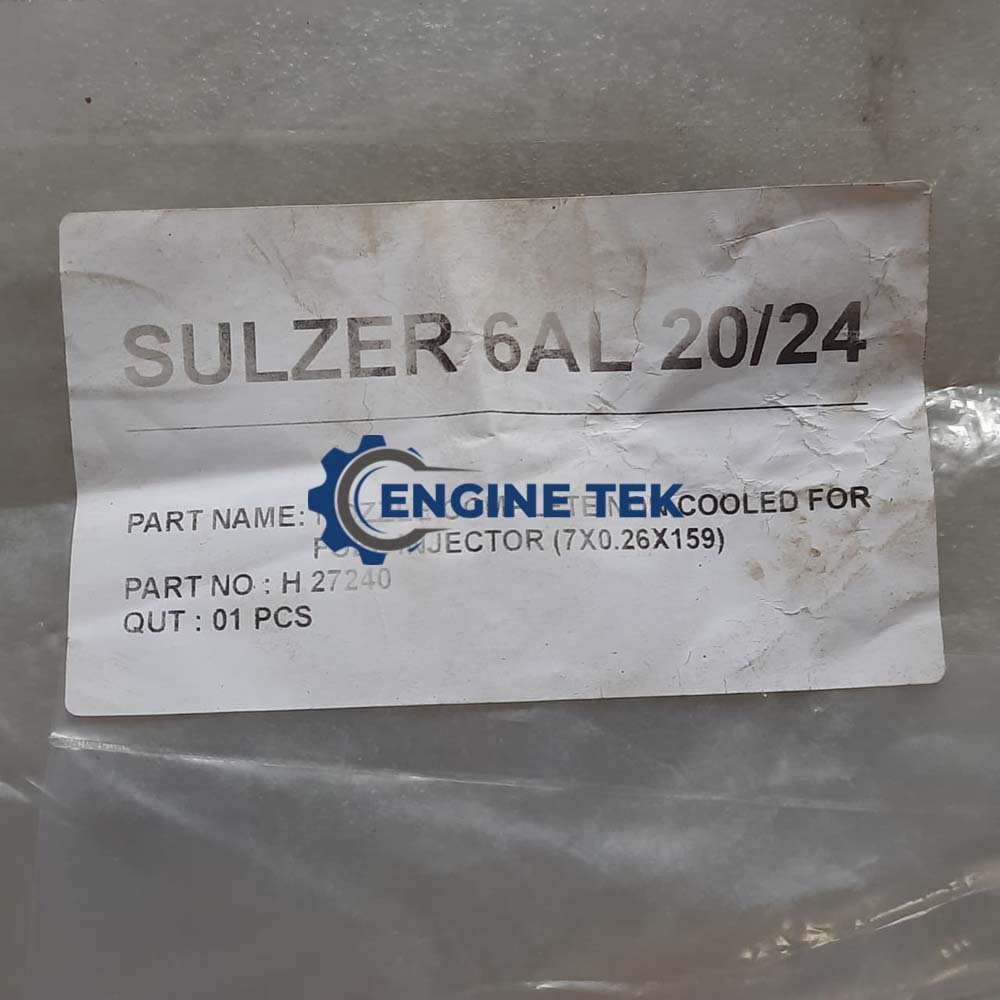 SULZER 6AL 20/24
ENGINE TEK
PART NAME: COOLED FOR
INJECTOR (7X0.26X159)
PART NO : H 27240
QUT : 01 PCS